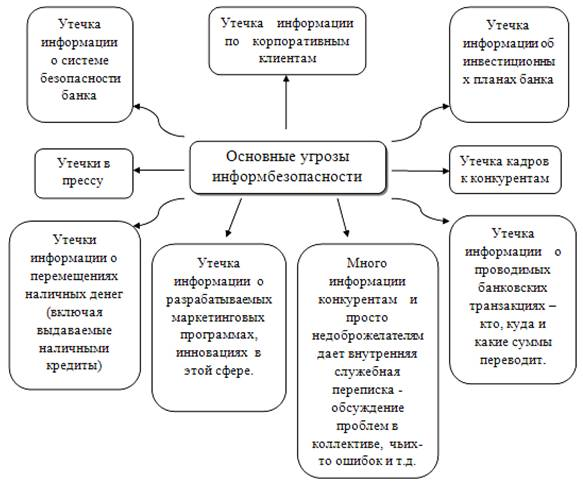 Утечка
информации
о системе
безопасности
банка
Утечка информации
по корпоративным
клиентам
Утечка
информации об
инвестиционны
х планах банка
Основные угрозы
информбезопасности
Утечки в
прессу
Утечка кадров
к конкурентам
Утечки
информации о
перемещениях
наличных денег
(включая
выдаваемые
наличными
кредиты)
Утечка
информации о
разрабатываемых
маркетинговых
программах,
инновациях в
этой сфере.
Много
информации
конкурентам и
просто
недоброжелателям
дает внутренняя
служебная
переписка -
обсуждение
проблем в
коллективе, чьих-
то ошибок и т.д.
Утечка
информации о
проводимых
банковских
транзакциях –
кто, куда и
какие суммы
переводит.